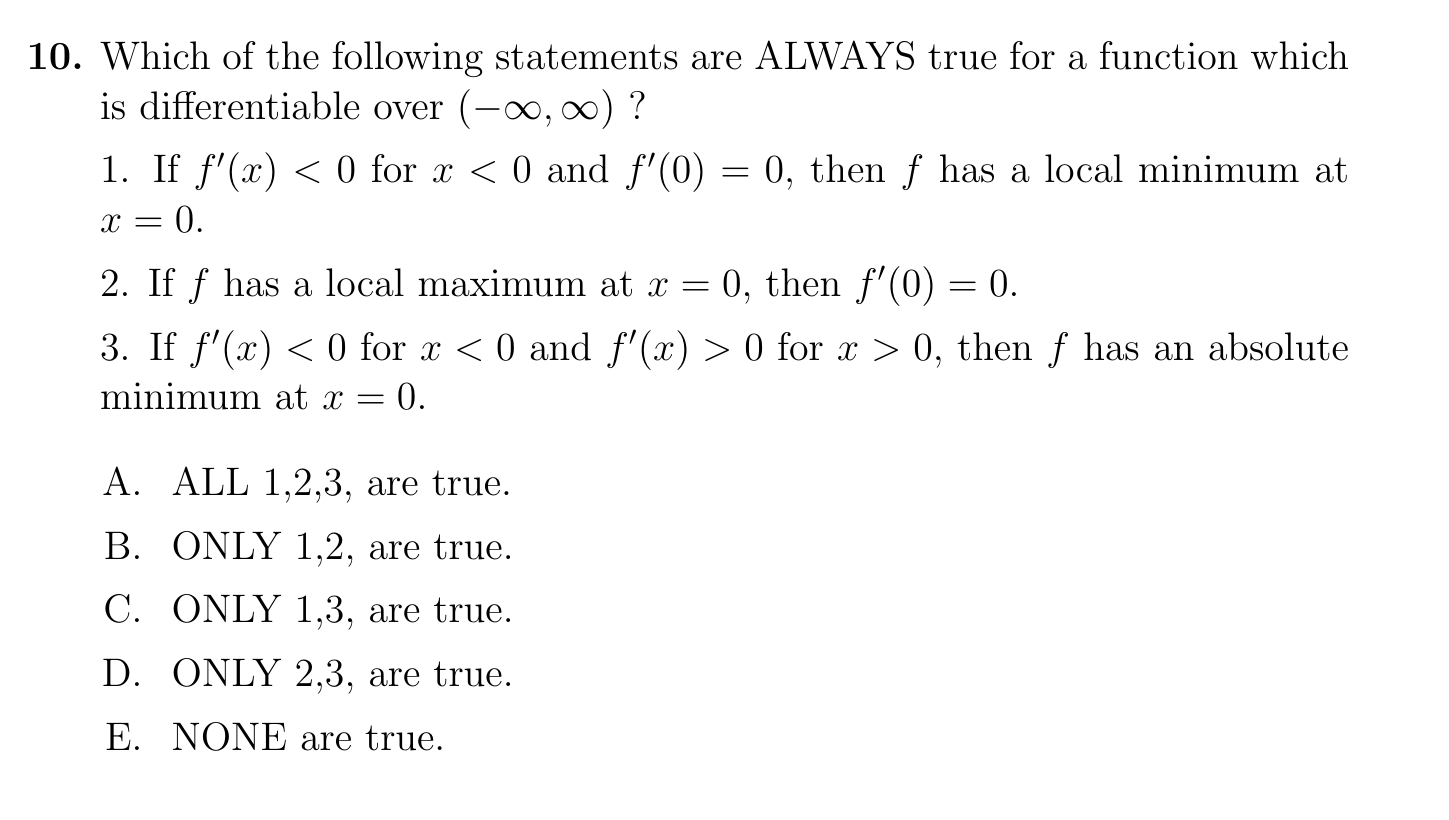 10. Which of the following statements are ALWAYS true for a function which
is differentiable over (−∞, ∞) ?
1. If f′(x) < 0 for x < 0 and f′(0) = 0, then f has a local minimum at
x = 0.
2. If f has a local maximum at x = 0, then f′(0) = 0.
3. If f′(x) < 0 for x < 0 and f′(x) > 0 for x > 0, then f has an absolute
minimum at x = 0.
A. ALL 1,2,3, are true.
B. ONLY 1,2, are true.
C. ONLY 1,3, are true.
D. ONLY 2,3, are true.
E. NONE are true.